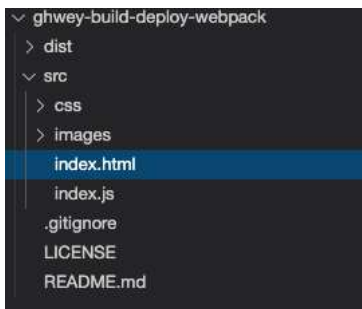 ghwey-build-deploy-webpack
dist
src
css
images
index.html
index.js
.gitignore
LICENSE
README.md